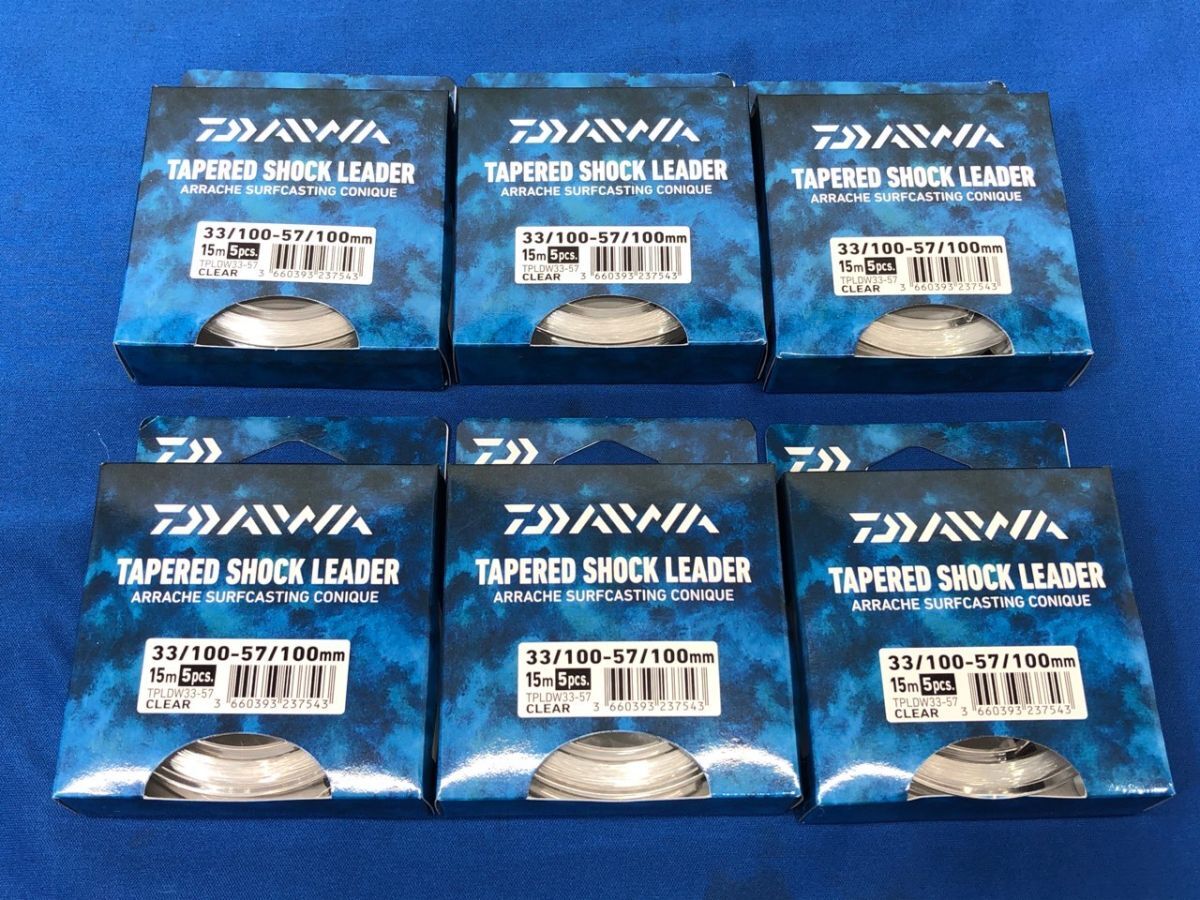 DAIWA
TAPERED SHOCK LEADER
ARRACHE SURFCASTING CONIQUE
33/100-57/100mm
15m 5pcs.
TPLDW33-57
CLEAR 3 660393 237543
DAIWA
TAPERED SHOCK LEADER
ARRACHE SURFCASTING CONIQUE
33/100-57/100mm
15m 5pcs.
TPLDW33-57
CLEAR 3 660393 237543
DAIWA
TAPERED SHOCK LEADER
ARRACHE SURFCASTING CONIQUE
33/100-57/100mm
15m 5pcs.
TPLDW33-57
CLEAR 3 660393 237543
DAIWA
TAPERED SHOCK LEADER
ARRACHE SURFCASTING CONIQUE
33/100-57/100mm
15m 5pcs.
TPLDW33-57
CLEAR 3 660393 237543
DAIWA
TAPERED SHOCK LEADER
ARRACHE SURFCASTING CONIQUE
33/100-57/100mm
15m 5pcs.
TPLDW33-57
CLEAR 3 660393 237543
DAIWA
TAPERED SHOCK LEADER
ARRACHE SURFCASTING CONIQUE
33/100-57/100mm
15m 5pcs.
TPLDW33-57
CLEAR 3 660393 237543